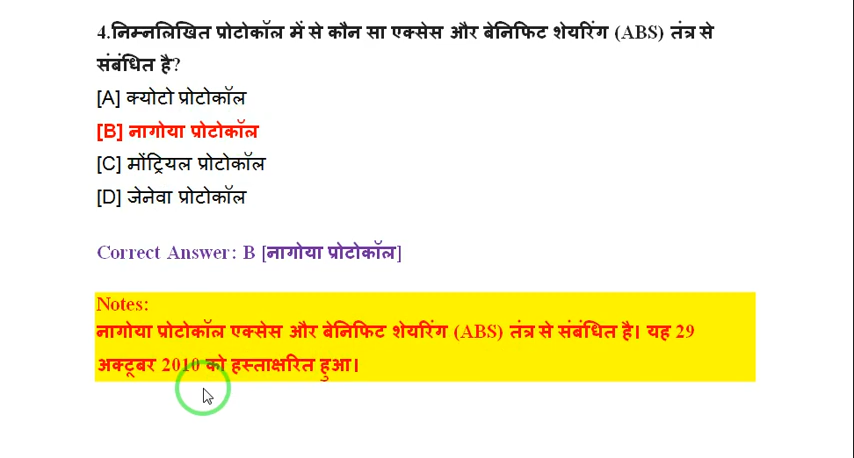 4.निम्नलिखित प्रोटोकॉल में से कौन सा एक्सेस और बेनिफिट शेयरिंग (ABS) तंत्र से
संबंधित है?
[A] क्योटो प्रोटोकॉल
[B] नागोया प्रोटोकॉल
[C] मोंट्रियल प्रोटोकॉल
[D] जेनेवा प्रोटोकॉल
Correct Answer: B [नागोया प्रोटोकॉल]
Notes:
नागोया प्रोटोकॉल एक्सेस और बेनिफिट शेयरिंग (ABS) तंत्र से संबंधित है। यह 29
अक्टूबर 2010 को हस्ताक्षरित हुआ।